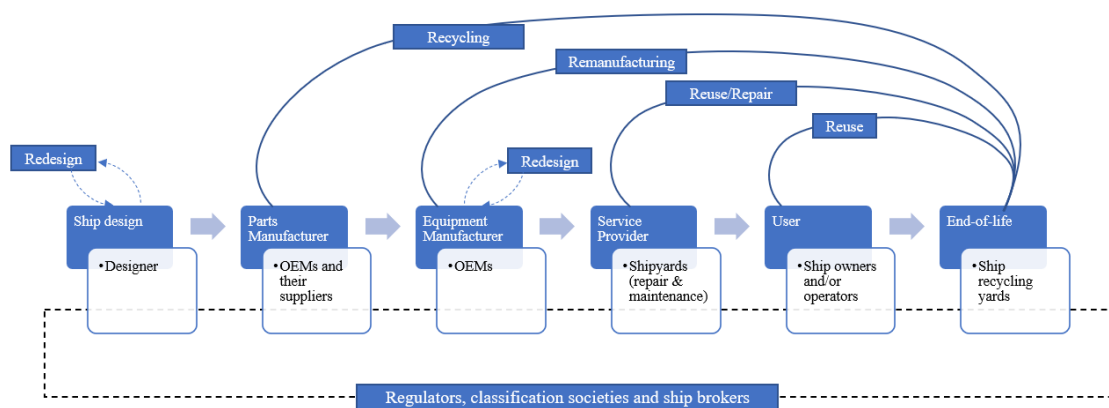 Recycling
Remanufacturing
Reuse/Repair
Reuse
Redesign
Redesign
Ship design
Parts
Manufacturer
Equipment
Manufacturer
Service
Provider
User
End-of-life
•Designer
•OEMs and
their
suppliers
•OEMs
•Shipyards
(repair &
maintenance)
•Ship owners
and/or
operators
•Ship
recycling
yards
Regulators, classification societies and ship brokers